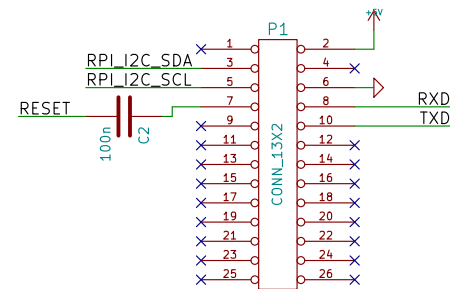 +5V
P1
1 2
RPI_I2C_SDA 3 4
RPI_I2C_SCL 5 6
RESET 7 8 RXD
100n C2 9 10 TXD
CONN_13X2
11 12
13 14
15 16
17 18
19 20
21 22
23 24
25 26